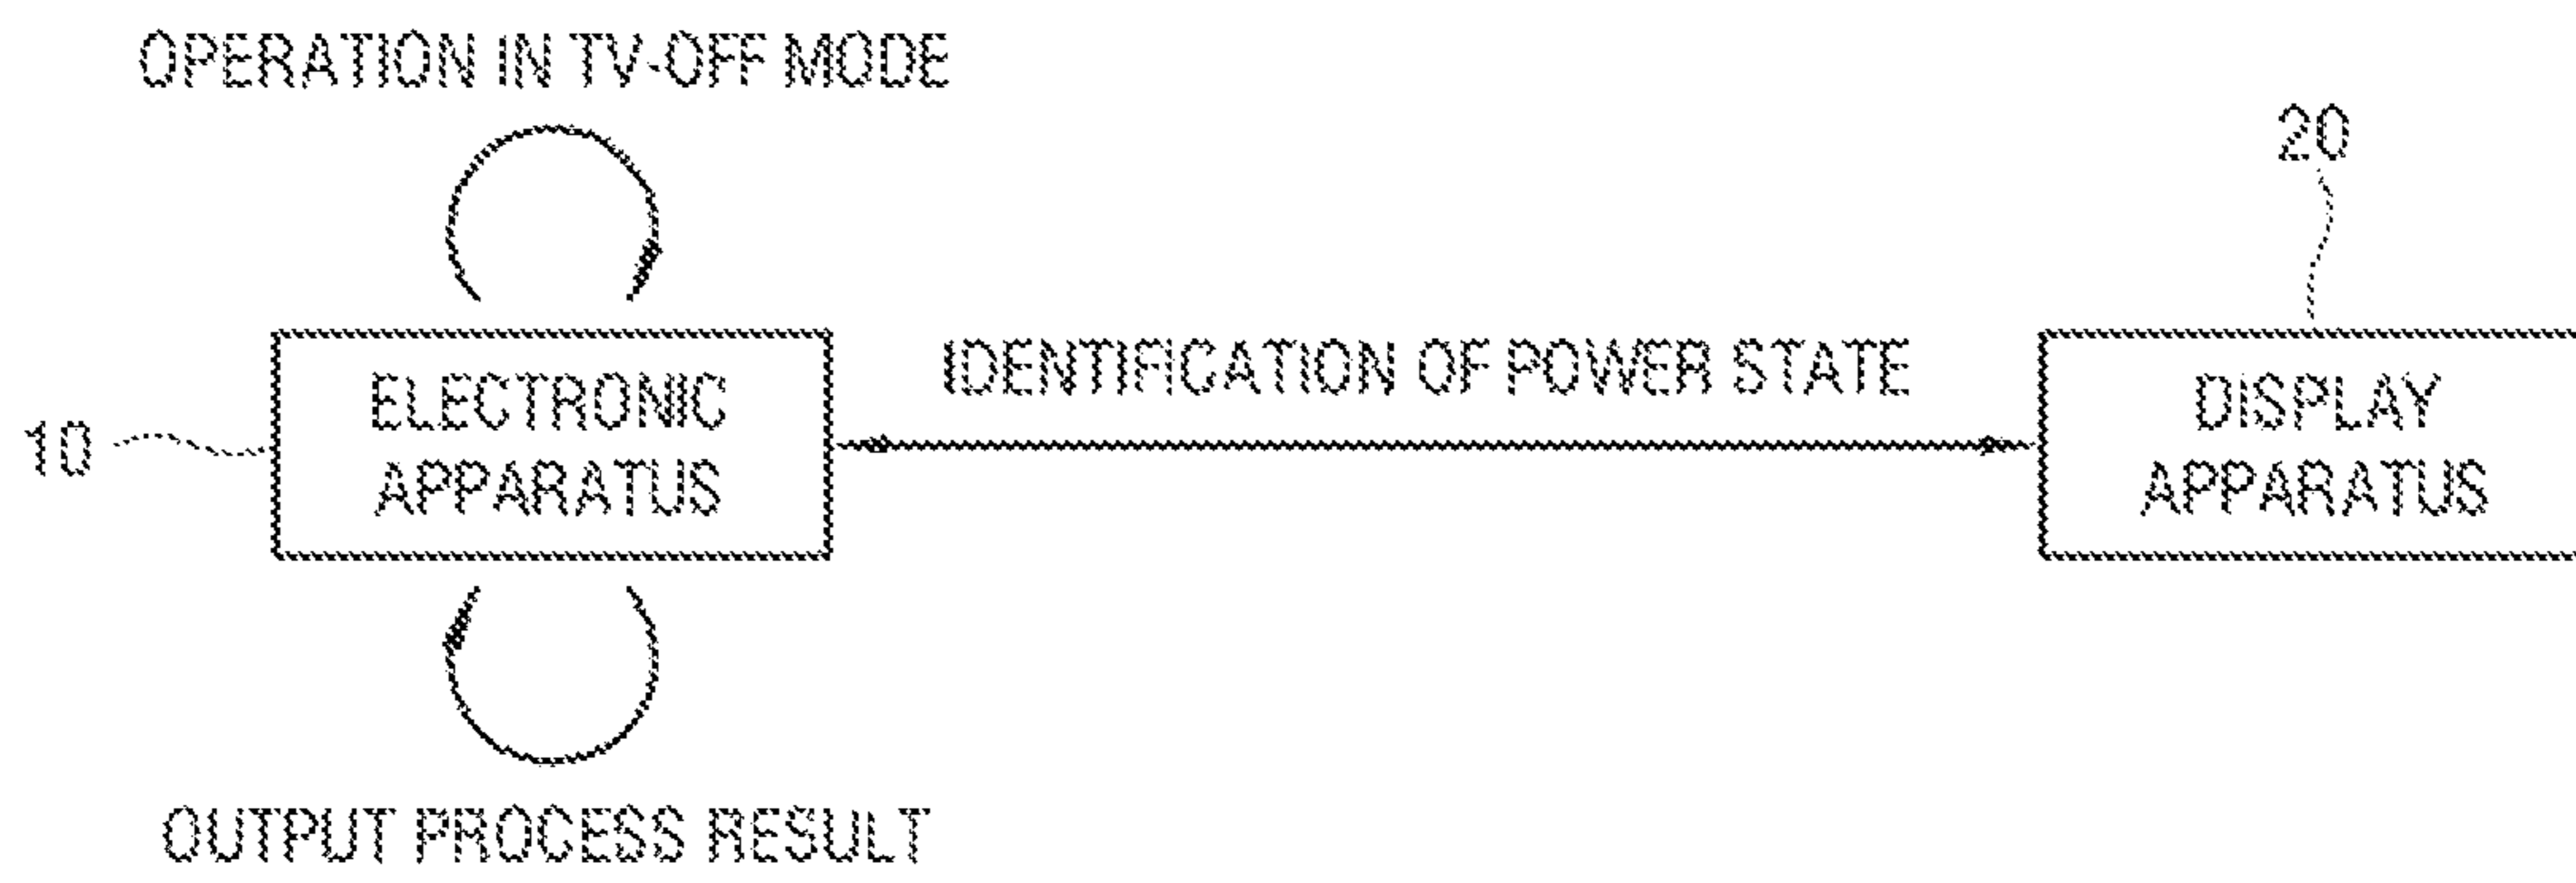 OPERATION IN TV-OFF MODE
20
ELECTRONIC
APPARATUS
10
IDENTIFICATION OF POWER STATE
DISPLAY
APPARATUS
OUTPUT PROCESS RESULT